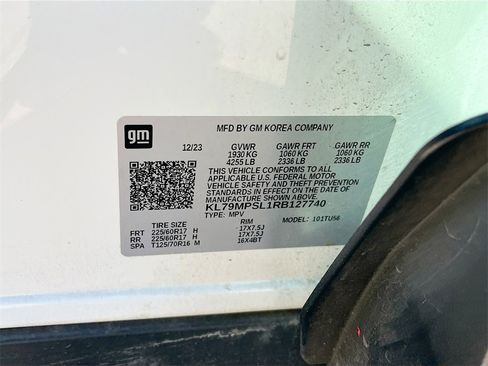 gm
MFD BY GM KOREA COMPANY
12/23 GVWR GAWR FRT GAWR RR
1930 KG 1060 KG 1060 KG
4255 LB 2336 LB 2336 LB
THIS VEHICLE CONFORMS TO ALL
APPLICABLE U.S. FEDERAL MOTOR
VEHICLE SAFETY AND THEFT PREVENTION
STANDARDS IN EFFECT ON THE DATE OF
MANUFACTURE SHOWN ABOVE.
KL79MPSL1RB127740
TYPE: MPV MODEL: 101TU56
TIRE SIZE RIM
FRT 225/60R17 H 17X7.5J
RR 225/60R17 H 17X7.5J
SPA T125/70R16 M 16X4BT